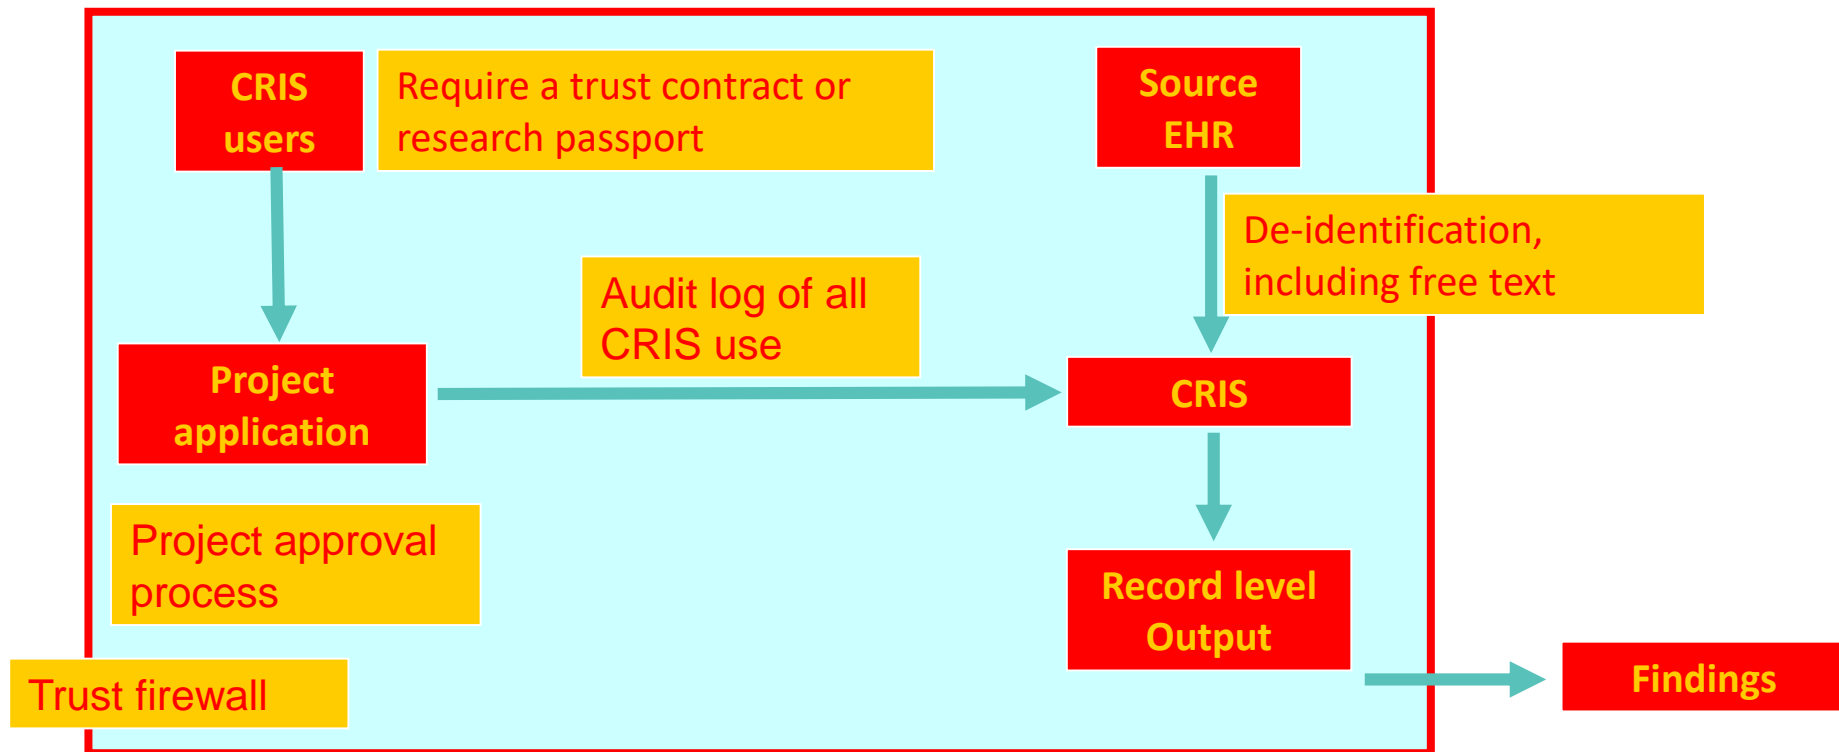 CRIS
users
Require a trust contract or
research passport
Source
EHR
De-identification,
including free text
Audit log of all
CRIS use
Project
application
CRIS
Project approval
process
Record level
Output
Trust firewall
Findings